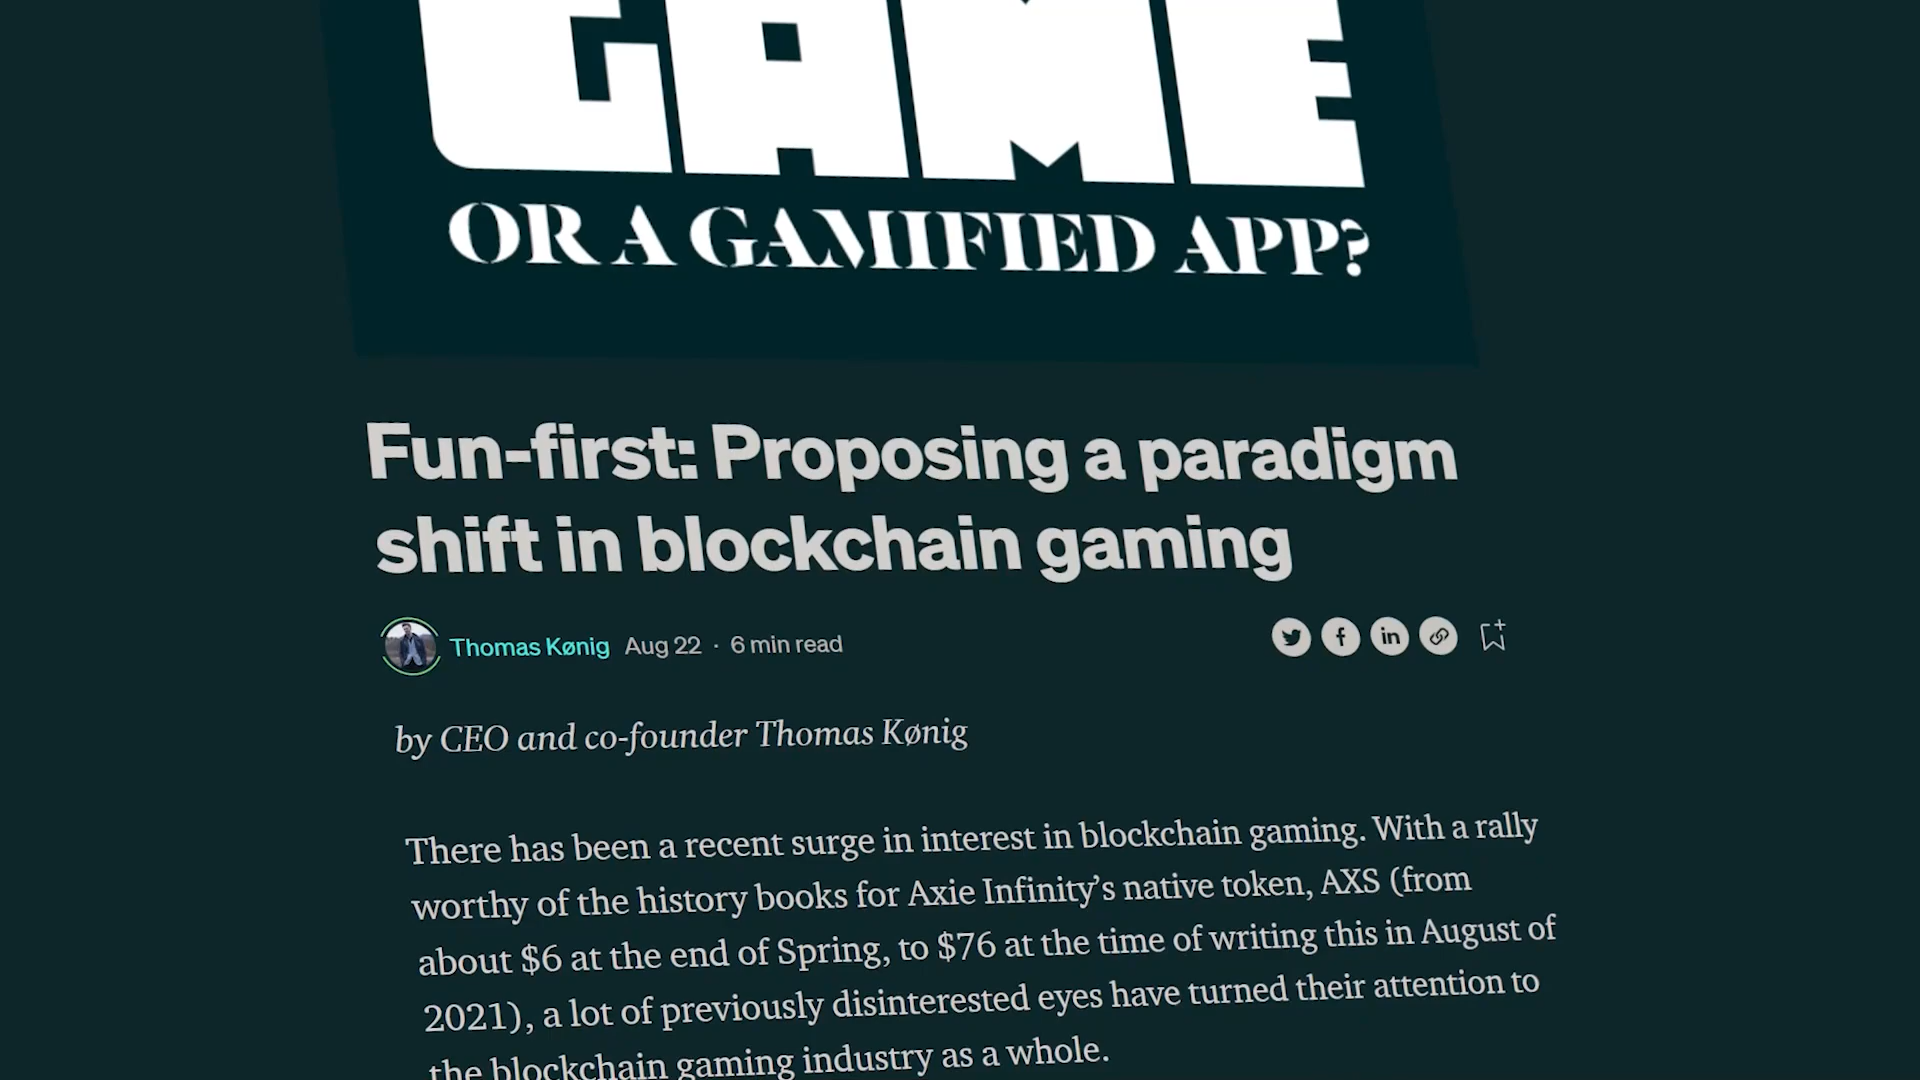 GAME
OR A GAMIFIED APP?
Fun-first: Proposing a paradigm
shift in blockchain gaming
Thomas Kønig Aug 22 · 6 min read
by CEO and co-founder Thomas Kønig
There has been a recent surge in interest in blockchain gaming. With a rally
worthy of the history books for Axie Infinity’s native token, AXS (from
about $6 at the end of Spring, to $76 at the time of writing this in August of
2021), a lot of previously disinterested eyes have turned their attention to
the blockchain gaming industry as a whole.